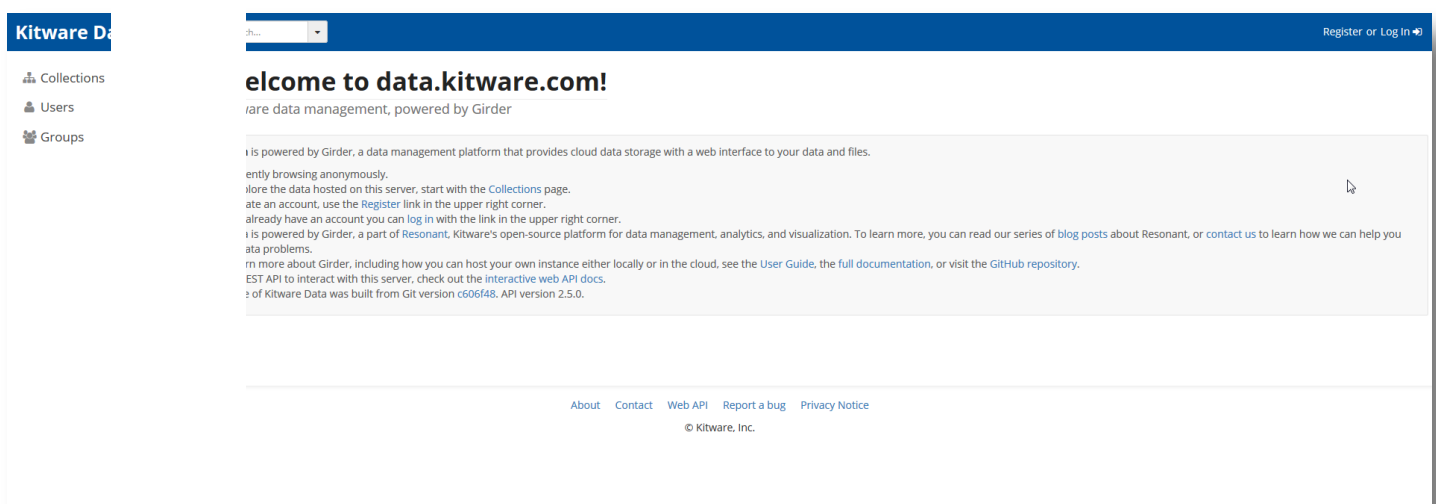 Kitware
Register or Log In
Collections
Users
Groups
to data.kitware.com!
data management, powered by Girder
is powered by Girder, a data management platform that provides cloud data storage with a web interface to your data and files.
browsing anonymously.
the data hosted on this server, start with the Collections page.
an account, use the Register link in the upper right corner.
already have an account you can log in with the link in the upper right corner.
is powered by Girder, a part of Resonant, Kitware's open-source platform for data management, analytics, and visualization. To learn more, you can read our series of blog posts about Resonant, or contact us to learn how we can help you
problems.
more about Girder, including how you can host your own instance either locally or in the cloud, see the User Guide, the full documentation, or visit the GitHub repository.
API to interact with this server, check out the interactive web API docs.
of Kitware Data was built from Git version c606f48. API version 2.5.0.
About Contact Web API Report a bug Privacy Notice
© Kitware, Inc.